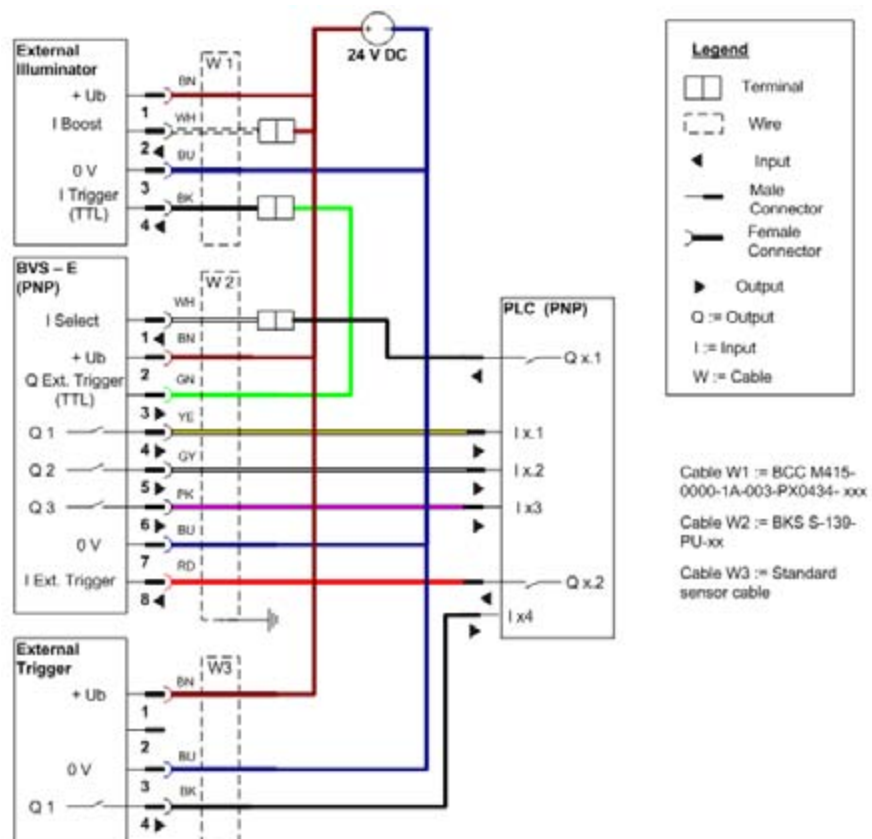 24 V DC
External
Illuminator
W 1
+ Ub
BN
1
I Boost
WH
2
BU
0 V
3
I Trigger
(TTL)
BK
4
BVS – E
(PNP)
W 2
WH
I Select
1
BN
+ Ub
2
GN
Q Ext. Trigger
(TTL)
3
YE
Q 1
4
GY
Q 2
5
PK
Q 3
6
BU
0 V
7
RD
I Ext. Trigger
8
External
Trigger
W3
BN
+ Ub
1
2
BU
0 V
3
BK
Q 1
4
PLC (PNP)
Q x.1
I x.1
I x.2
I x3
Q x.2
I x4
Legend
Terminal
Wire
Input
Male
Connector
Female
Connector
Output
Q := Output
I := Input
W := Cable
Cable W1 := BCC M415-
0000-1A-003-PX0434- xxx
Cable W2 := BKS S-139-
PU-xx
Cable W3 := Standard
sensor cable